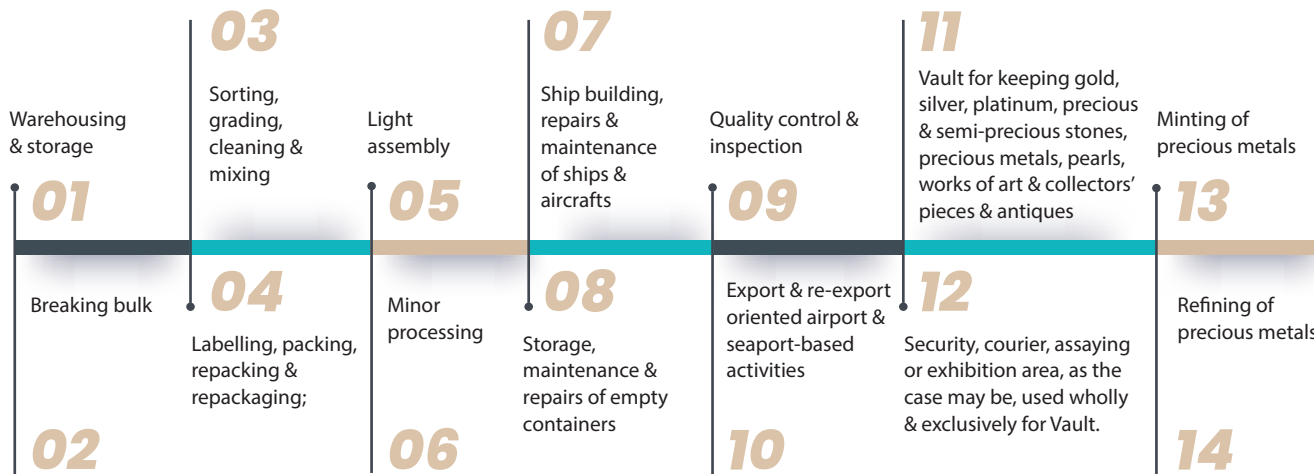 01
Warehousing
& storage
02
Breaking bulk
03
Sorting,
grading,
cleaning &
mixing
04
Labelling, packing,
repacking &
repackaging;
05
Light
assembly
06
Minor
processing
07
Ship building,
repairs &
maintenance
of ships &
aircrafts
08
Storage,
maintenance &
repairs of empty
containers
09
Quality control &
inspection
10
Export & re-export
oriented airport &
seaport-based
activities
11
Vault for keeping gold,
silver, platinum, precious
& semi-precious stones,
precious metals, pearls,
works of art & collectors’
pieces & antiques
12
Security, courier, assaying
or exhibition area, as the
case may be, used wholly
& exclusively for Vault.
13
Minting of
precious metals
14
Refining of
precious metals